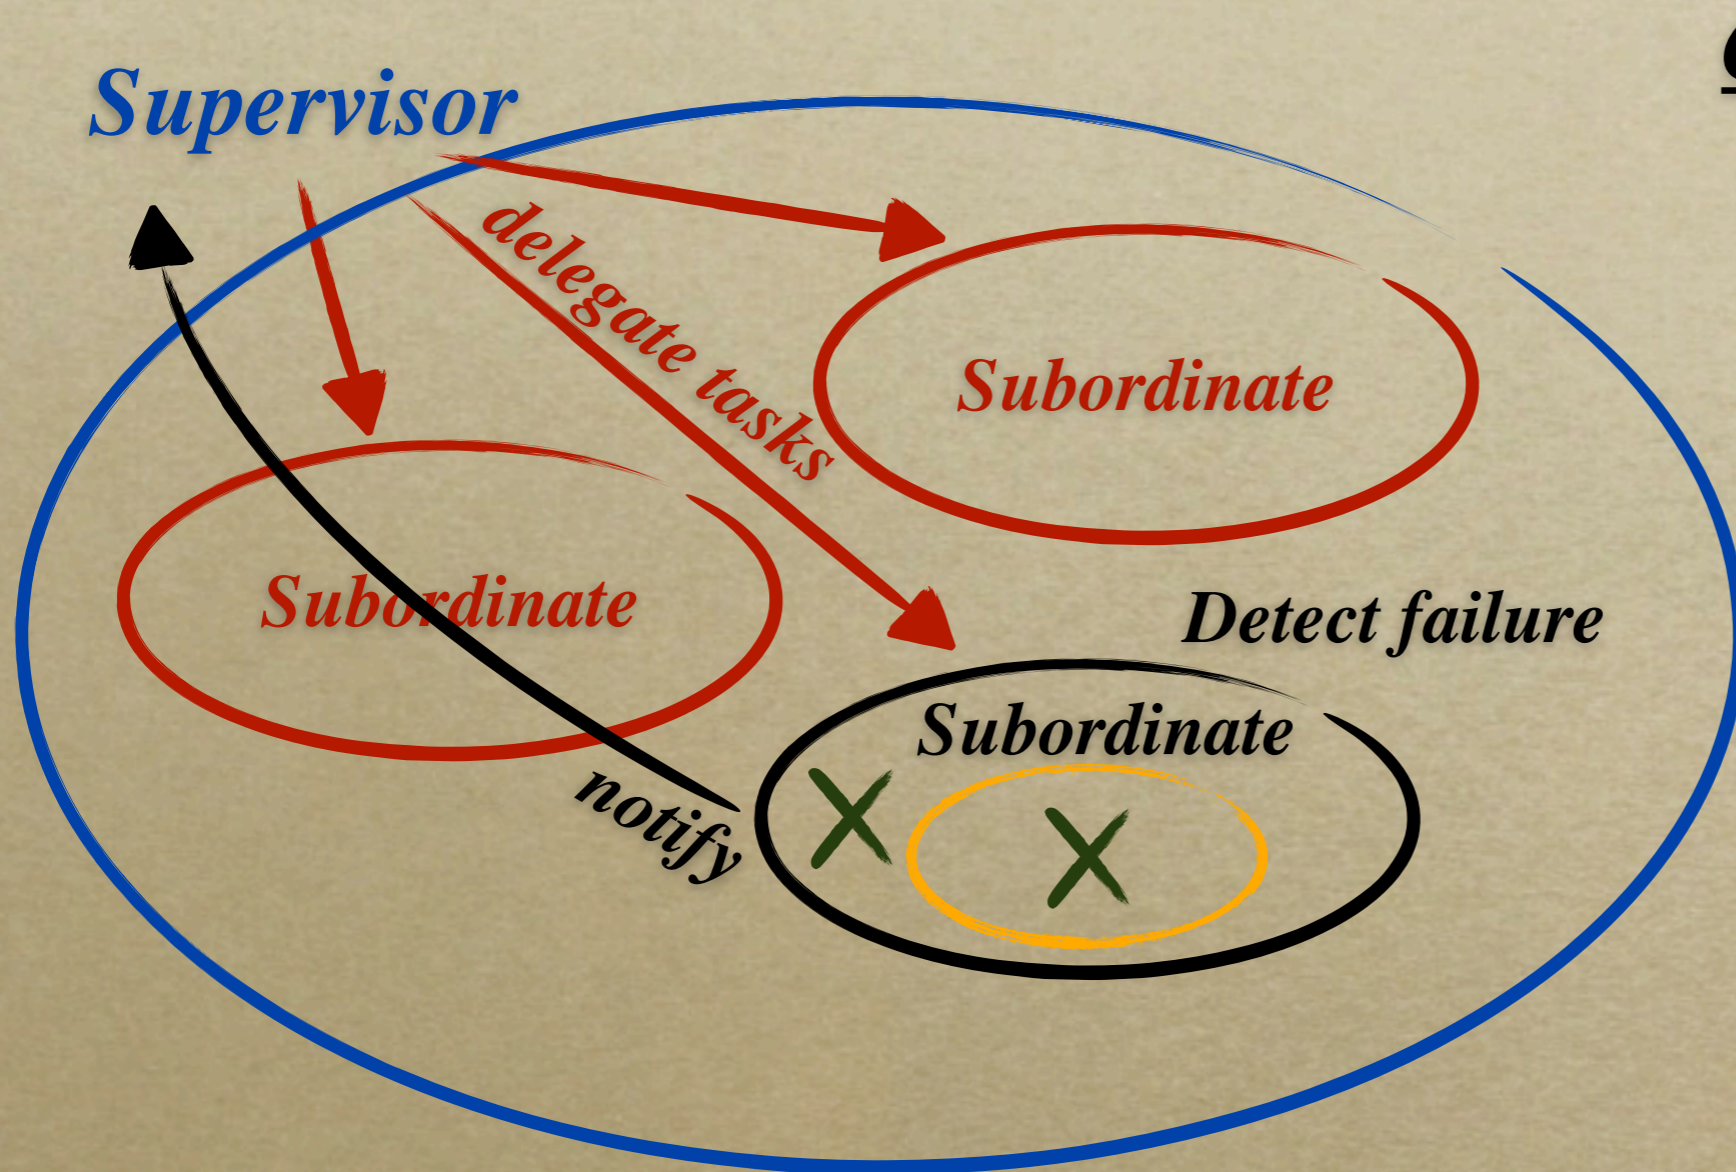 Supervisor
delegate tasks
Subordinate
Subordinate
Detect failure
Subordinate
notify